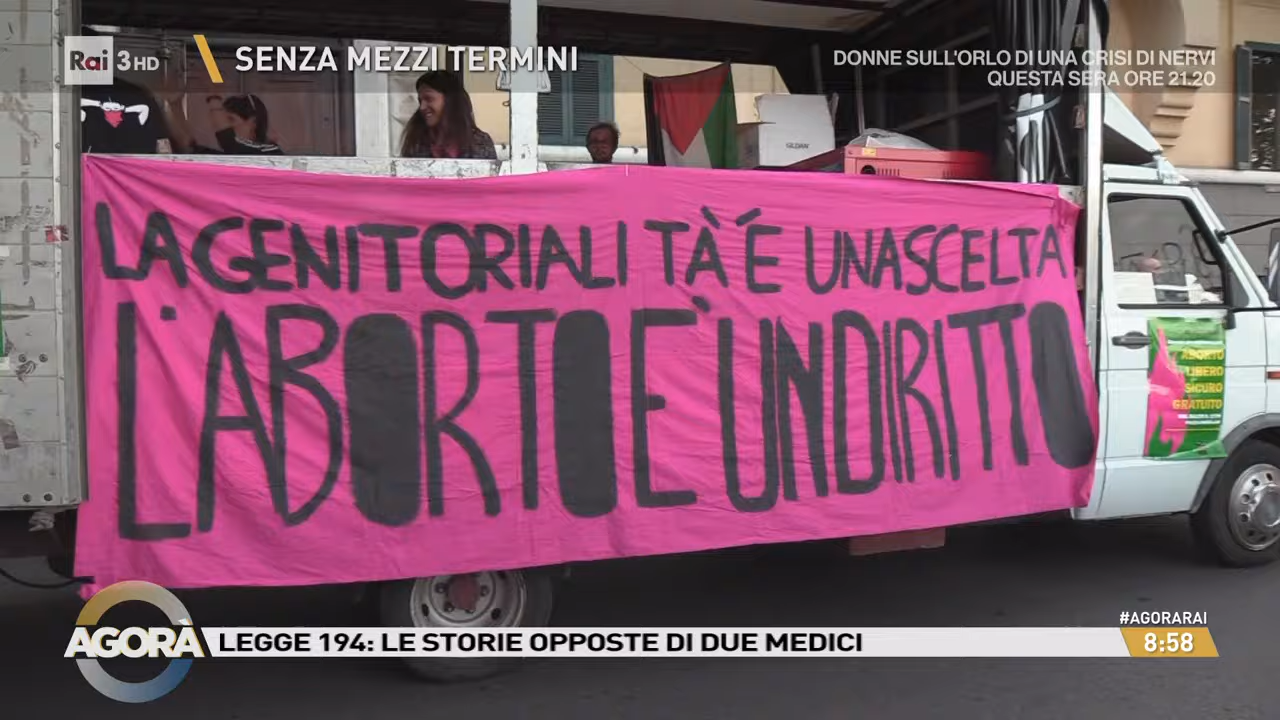 Rai 3HD
SENZA MEZZI TERMINI
DONNE SULL'ORLO DI UNA CRISI DI NERVI
QUESTA SERA ORE 21.20
GILDAN
LA GENITORIALITÀ É UNA SCELTA
L'ABORTO È UN DIRITTO
ABORTO
LIBERO
SICURO
GRATUITO
#AGORARAI
AGORÀ
LEGGE 194: LE STORIE OPPOSTE DI DUE MEDICI
8:58